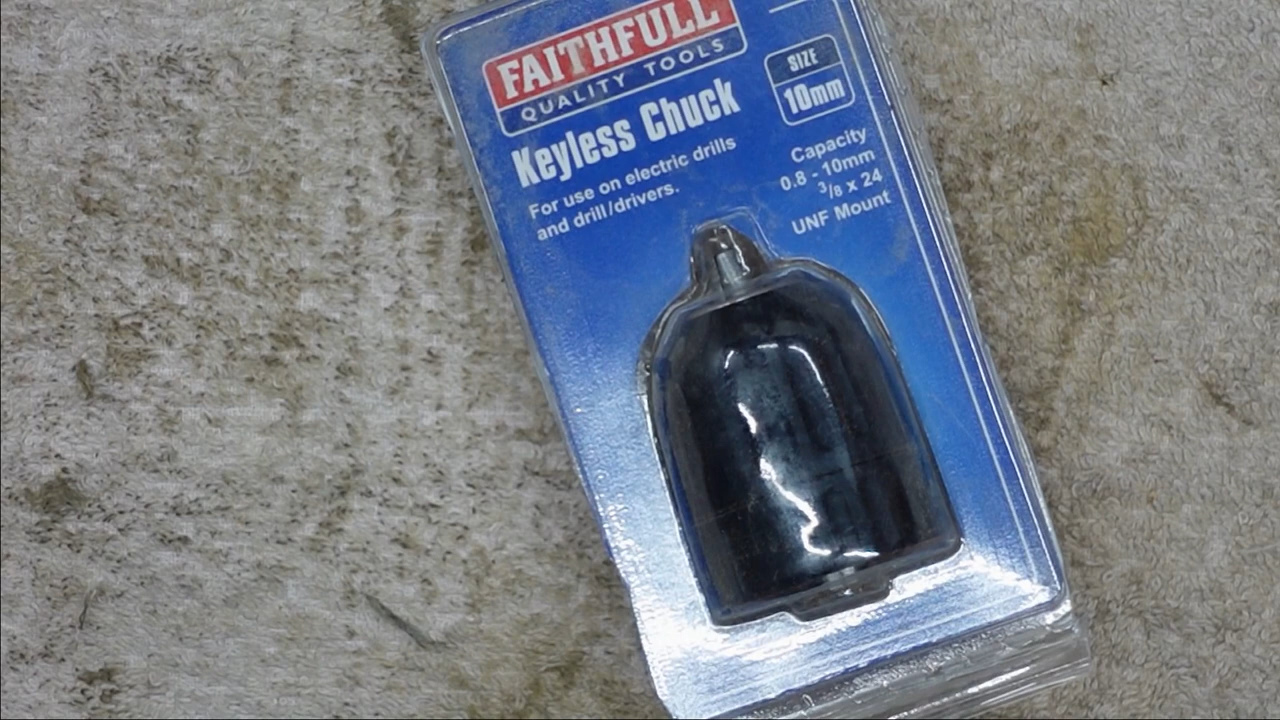 FAITHFULL
QUALITY TOOLS
Keyless Chuck
For use on electric drills
and drill/drivers.
SIZE
10mm
Capacity
0.8 - 10mm
3/8 x 24
UNF Mount